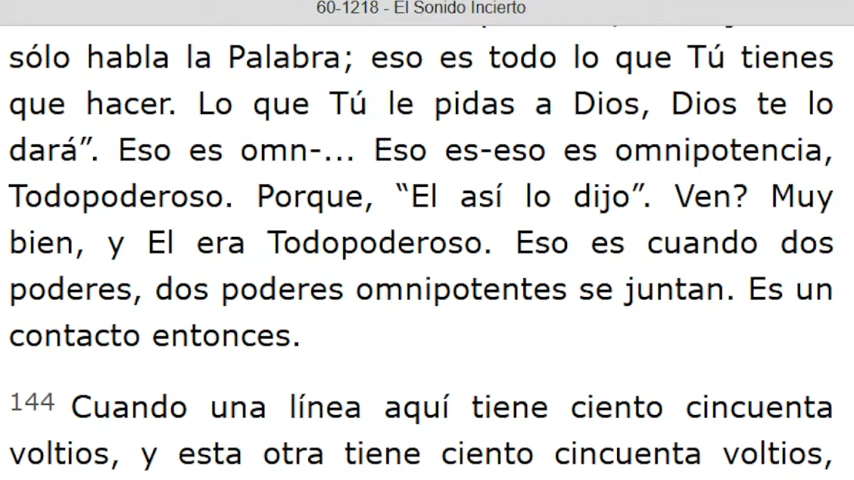 60-1218 - El Sonido Incierto
sólo habla la Palabra; eso es todo lo que Tú tienes
que hacer. Lo que Tú le pidas a Dios, Dios te lo
dará”. Eso es omn-... Eso es-eso es omnipotencia,
Todopoderoso. Porque, “El así lo dijo”. Ven? Muy
bien, y El era Todopoderoso. Eso es cuando dos
poderes, dos poderes omnipotentes se juntan. Es un
contacto entonces.
144 Cuando una línea aquí tiene ciento cincuenta
voltios, y esta otra tiene ciento cincuenta voltios,